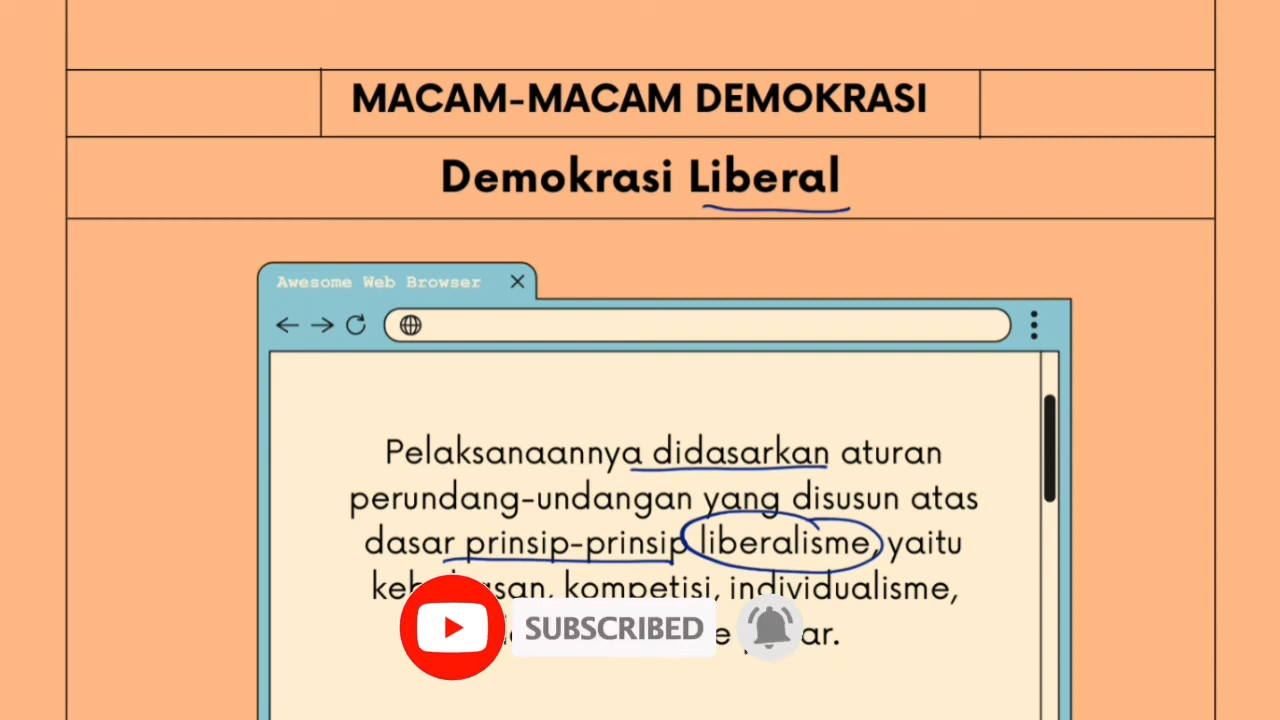 MACAM-MACAM DEMOKRASI
Demokrasi Liberal
Awesome Web Browser
Pelaksanaannya didasarkan aturan
perundang-undangan yang disusun atas
dasar prinsip-prinsip liberalisme, yaitu
kompetisi, individualisme,
SUBSCRIBED